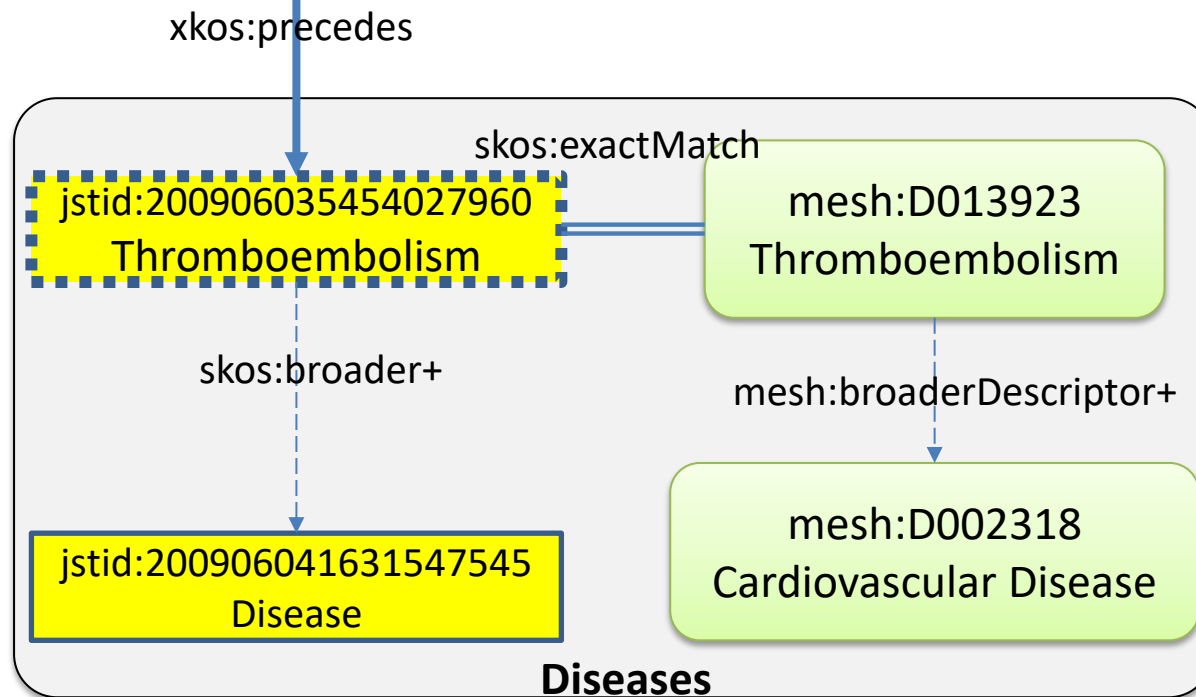 xkos:precedes
skos:exactMatch
jstid:200906035454027960
Thromboembolism
mesh:D013923
Thromboembolism
skos:broader+
mesh:broaderDescriptor+
jstid:200906041631547545
Disease
mesh:D002318
Cardiovascular Disease
Diseases